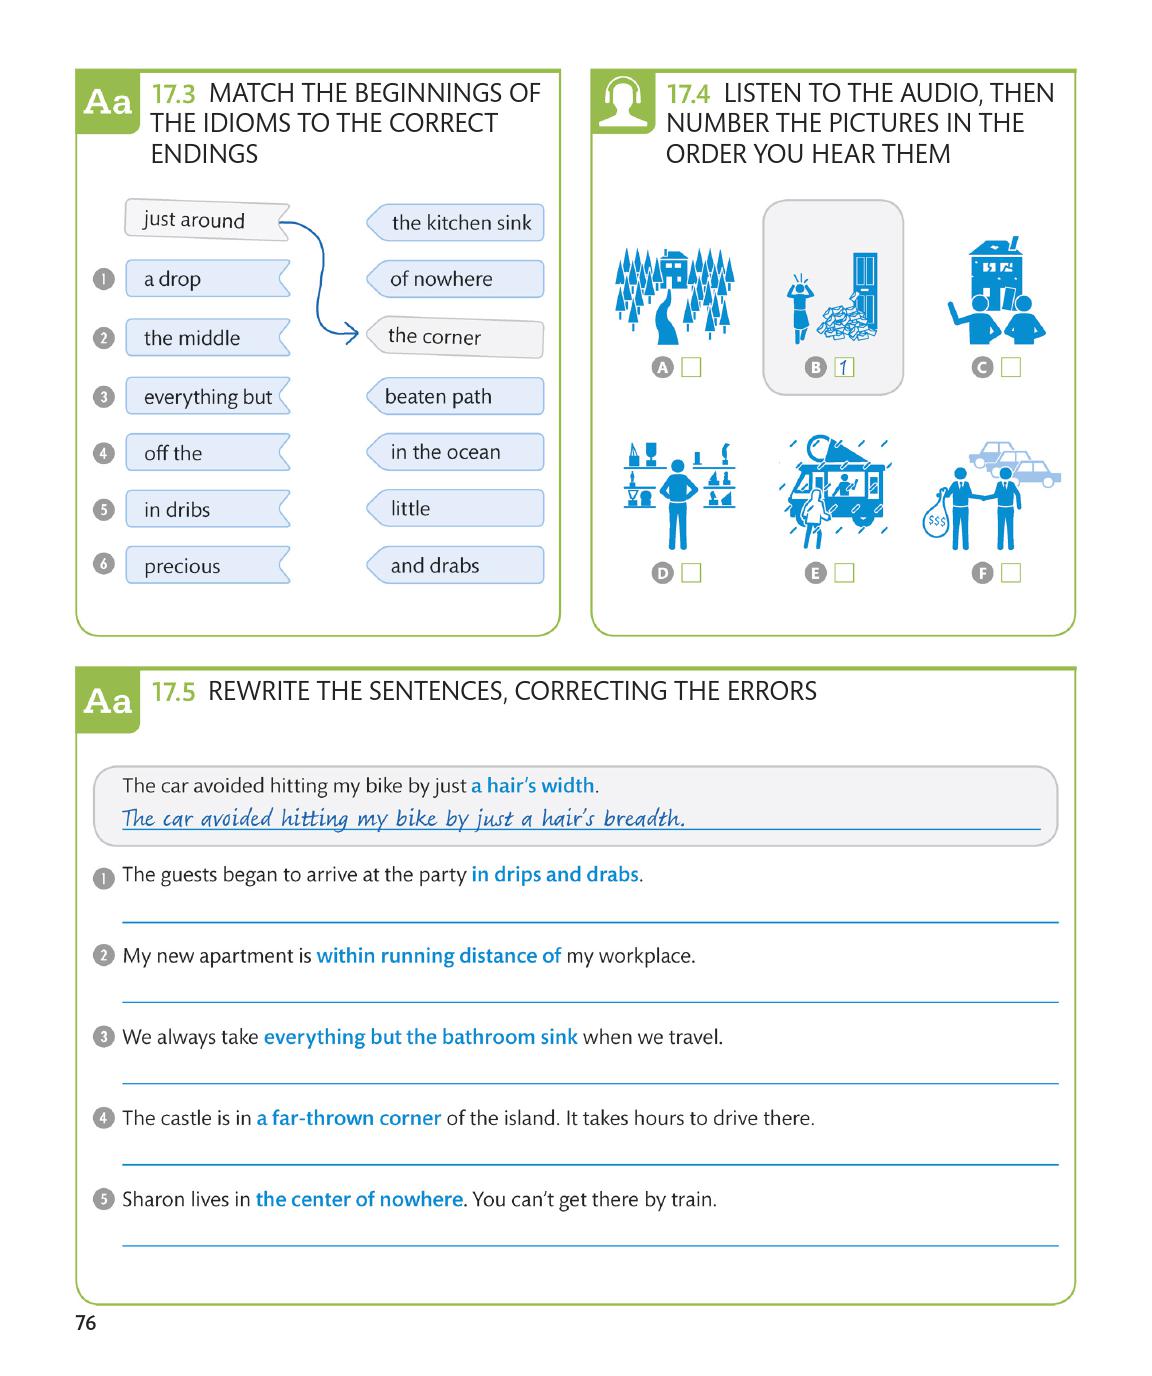 Aa 17.3 MATCH THE BEGINNINGS OF
THE IDIOMS TO THE CORRECT
ENDINGS
just around
the kitchen sink
1 a drop
of nowhere
2 the middle
the corner
3 everything but
beaten path
4 off the
in the ocean
5 in dribs
little
6 precious
and drabs
17.4 LISTEN TO THE AUDIO, THEN
NUMBER THE PICTURES IN THE
ORDER YOU HEAR THEM
A
B 1
C
D
E
$$$
F
Aa 17.5 REWRITE THE SENTENCES, CORRECTING THE ERRORS
The car avoided hitting my bike by just a hair's width.
The car avoided hitting my bike by just a hair's breadth.
1 The guests began to arrive at the party in drips and drabs.
2 My new apartment is within running distance of my workplace.
3 We always take everything but the bathroom sink when we travel.
4 The castle is in a far-thrown corner of the island. It takes hours to drive there.
5 Sharon lives in the center of nowhere. You can't get there by train.
76